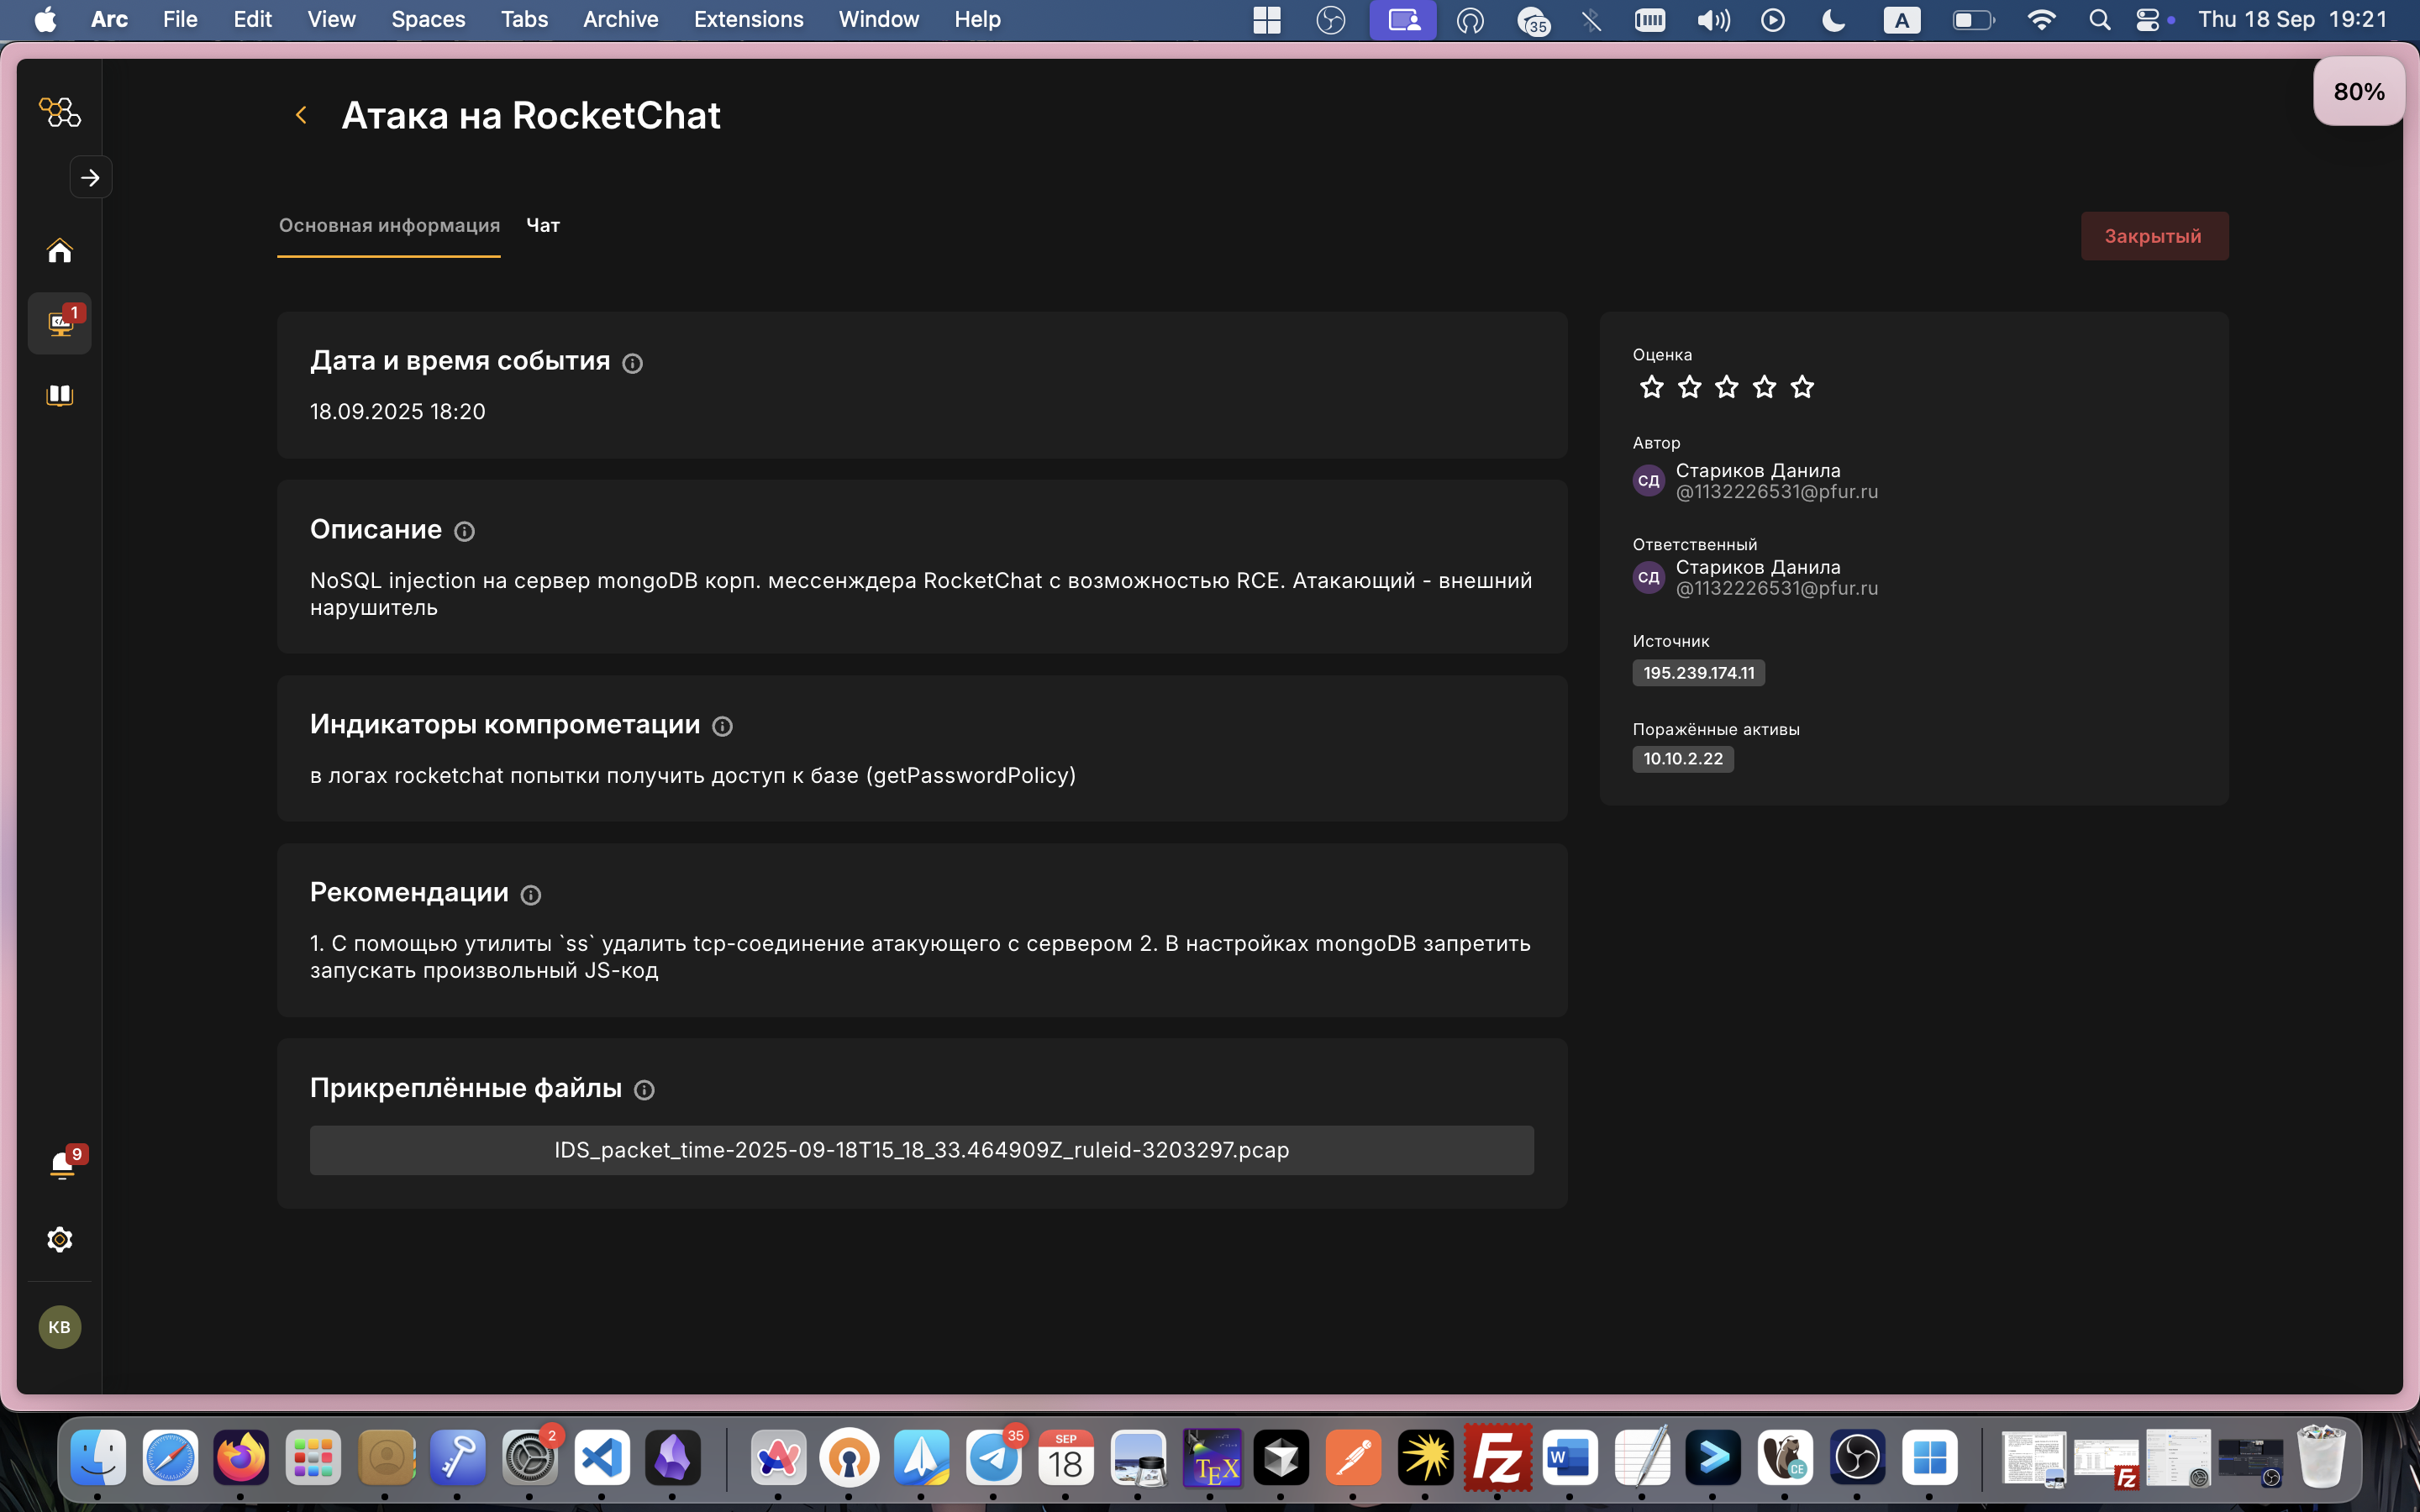 Arc File Edit View Spaces Tabs Archive Extensions Window Help 35 A Thu 18 Sep 19:21
80%
Атака на RocketChat
Основная информация Чат
Закрытый
1
Дата и время события
18.09.2025 18:20
Описание
NoSQL injection на сервер mongoDB корп. мессенждера RocketChat с возможностью RCE. Атакающий - внешний
нарушитель
Индикаторы компрометации
в логах rocketchat попытки получить доступ к базе (getPasswordPolicy)
Рекомендации
1. С помощью утилиты `ss` удалить tcp-соединение атакующего с сервером 2. В настройках mongoDB запретить
запускать произвольный JS-код
Прикреплённые файлы
IDS_packet_time-2025-09-18T15_18_33.464909Z_ruleid-3203297.pcap
Оценка
Автор
СД Стариков Данила
@1132226531@pfur.ru
Ответственный
СД Стариков Данила
@1132226531@pfur.ru
Источник
195.239.174.11
Поражённые активы
10.10.2.22
9
КВ
2 35 SEP
18
TEX
Fz
W
CE
Fz